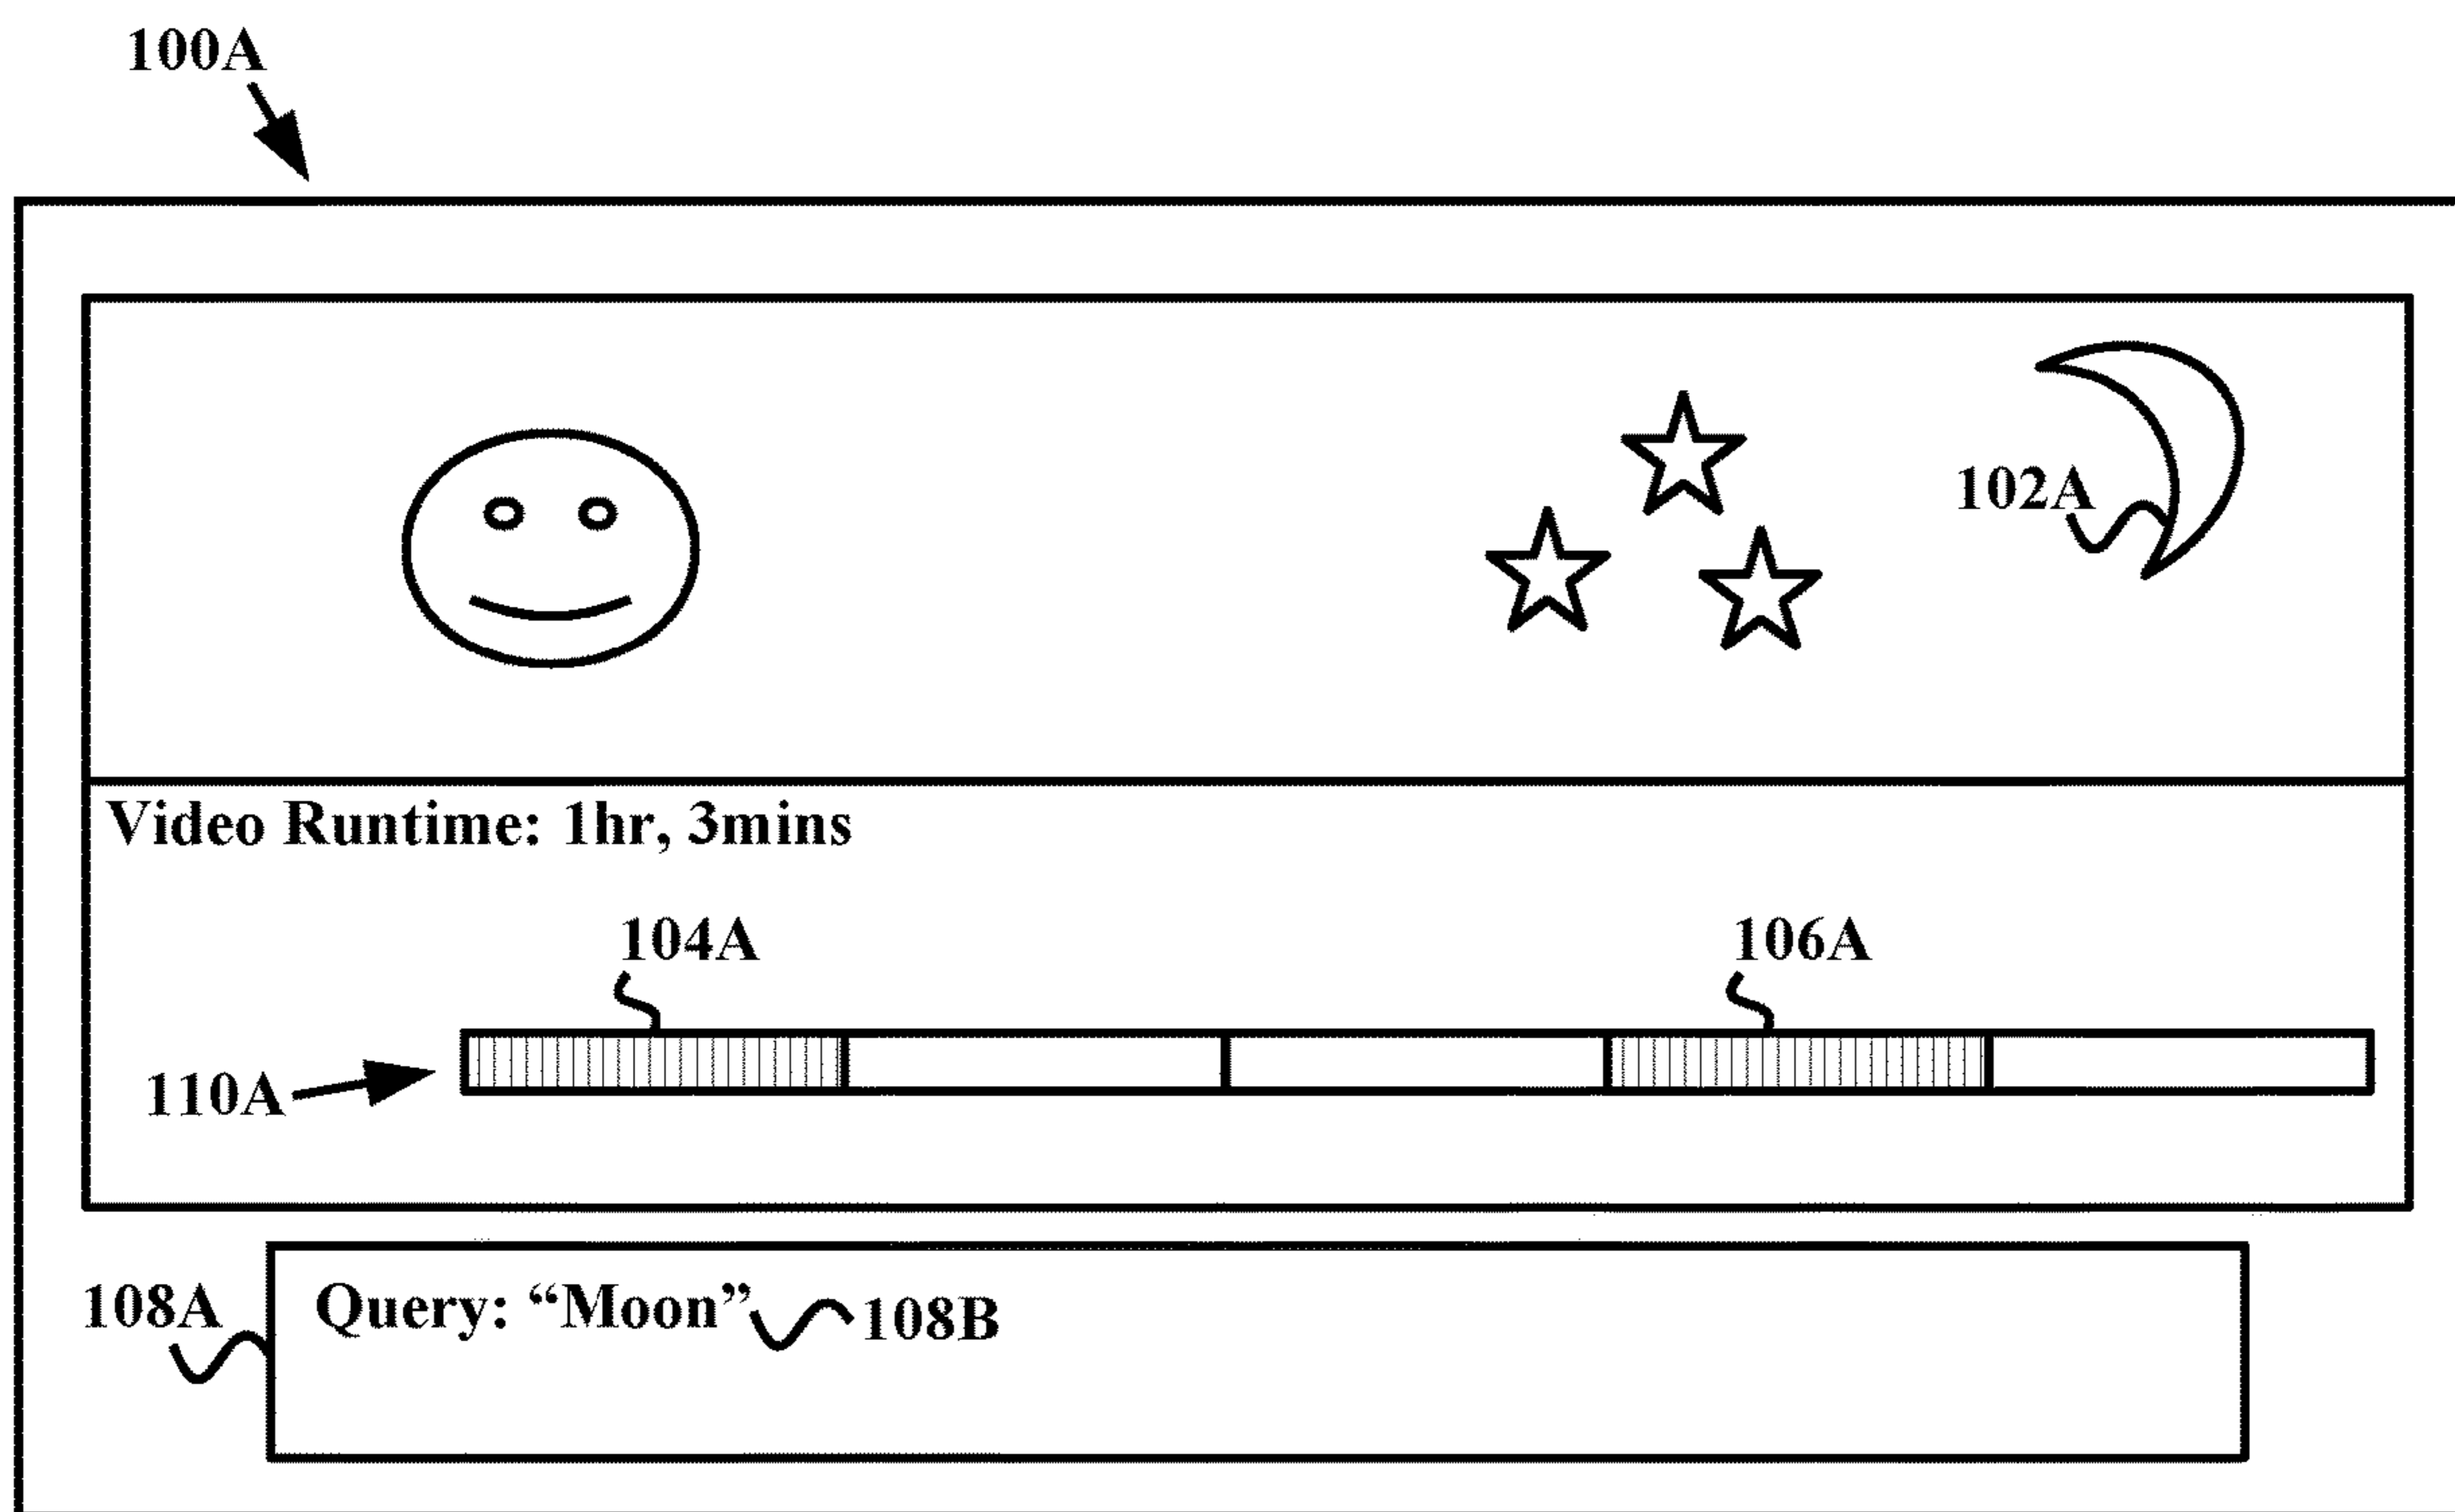 100A
102A
Video Runtime: 1hr, 3mins
104A
106A
110A
108A
Query: “Moon”
108B